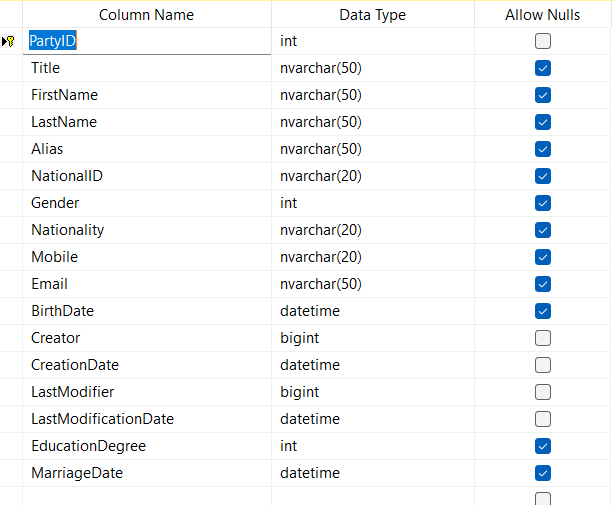 Column Name Data Type Allow Nulls
PartyID int
Title nvarchar(50)
FirstName nvarchar(50)
LastName nvarchar(50)
Alias nvarchar(50)
NationalID nvarchar(20)
Gender int
Nationality nvarchar(20)
Mobile nvarchar(20)
Email nvarchar(50)
BirthDate datetime
Creator bigint
CreationDate datetime
LastModifier bigint
LastModificationDate datetime
EducationDegree int
MarriageDate datetime